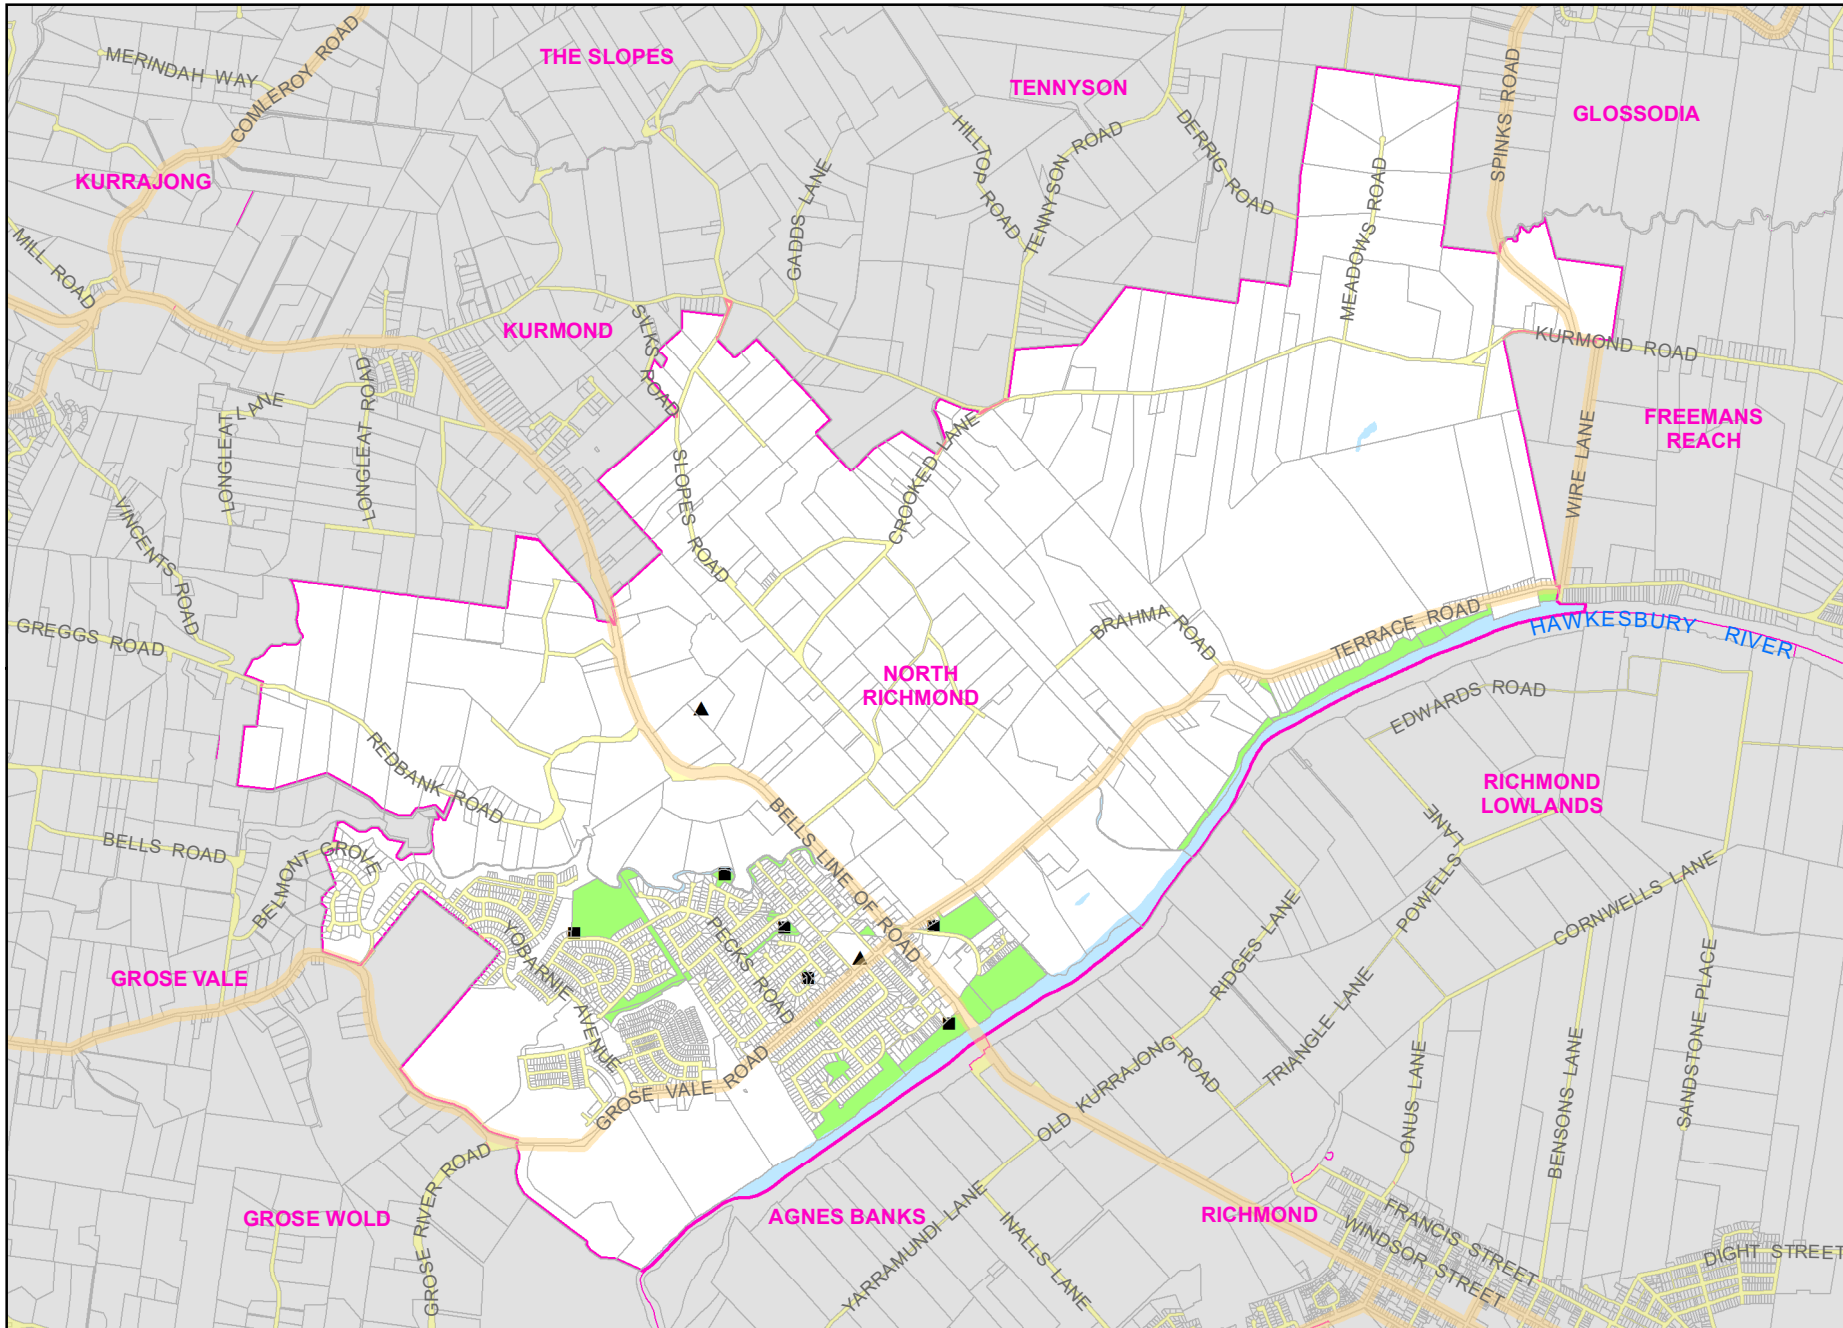 THE SLOPES
TENNYSON
GLOSSODIA
MERINDAH WAY
COMLEROY ROAD
SPINKS ROAD
HILLTOP ROAD
TENNYSON ROAD
DERRIG ROAD
KURRAJONG
GADDS LANE
MEADOWS ROAD
MILL ROAD
KURMOND
SILKS ROAD
KURMOND ROAD
LONGLEAT LANE
LONGLEAT ROAD
FREEMANS
REACH
CROOKED LANE
SLOPES ROAD
WIRE LANE
VINCENTS ROAD
GREGGS ROAD
BRAHMA ROAD
TERRACE ROAD
HAWKESBURY RIVER
NORTH
RICHMOND
EDWARDS ROAD
REDBANK ROAD
RICHMOND
LOWLANDS
BELLS ROAD
BELMONT GROVE
BELLS LINE OF ROAD
POWELLS LANE
CORNWELLS LANE
RIDGES LANE
YOBARNIE AVENUE
PECKS ROAD
GROSE VALE
TRIANGLE LANE
SANDSTONE PLACE
GROSE VALE ROAD
OLD KURRAJONG ROAD
ONUS LANE
BENSONS LANE
GROSE RIVER ROAD
GROSE WOLD
AGNES BANKS
YARRAMUNDI LANE
INALLS LANE
RICHMOND
FRANCIS STREET
WINDSOR STREET
DIGHT STREET